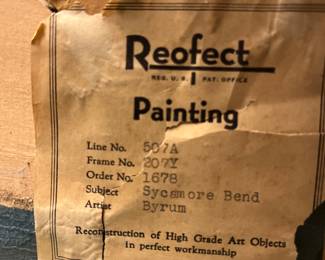 Reofect
REG. U. S. PAT. OFFICE
Painting
Line No. 507A
Frame No. 207Y
Order No. 1678
Subject Sycamore Bend
Artist Byrum
Reconstruction of High Grade Art Objects
in perfect workmanship